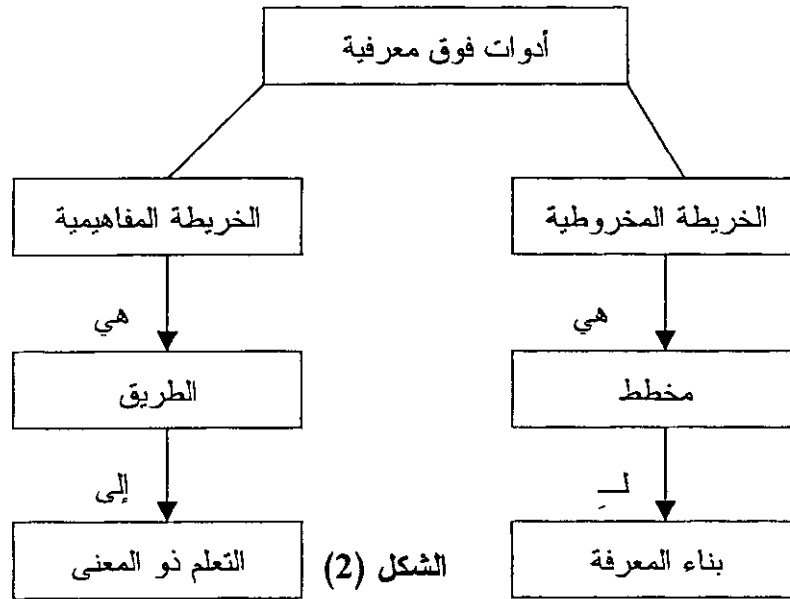 أدوات فوق معرفية
الخريطة المخروطية
الخريطة المفاهيمية
هي
هي
مخطط
الطريق
لـِ
إلى
بناء المعرفة
الشكل (2)
التعلم ذو المعنى